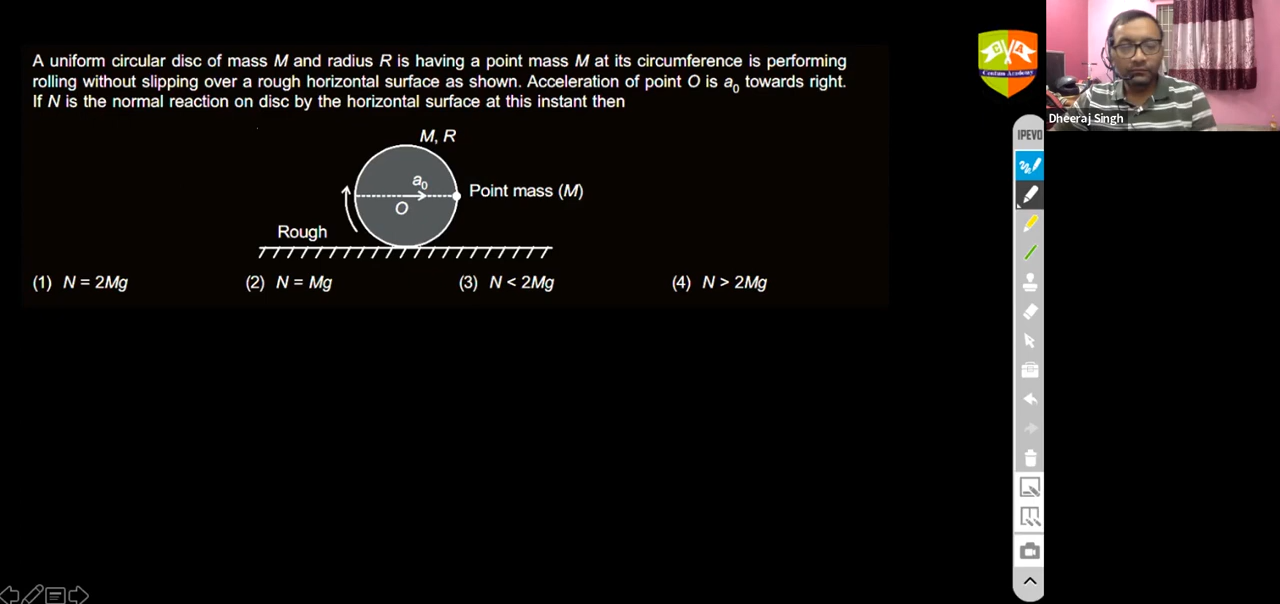 A uniform circular disc of mass M and radius R is having a point mass M at its circumference is performing
rolling without slipping over a rough horizontal surface as shown. Acceleration of point O is a₀ towards right.
If N is the normal reaction on disc by the horizontal surface at this instant then
M, R
a₀
Point mass (M)
O
Rough
(1) N = 2Mg (2) N = Mg (3) N < 2Mg (4) N > 2Mg
Dheeraj Singh
IPEVO